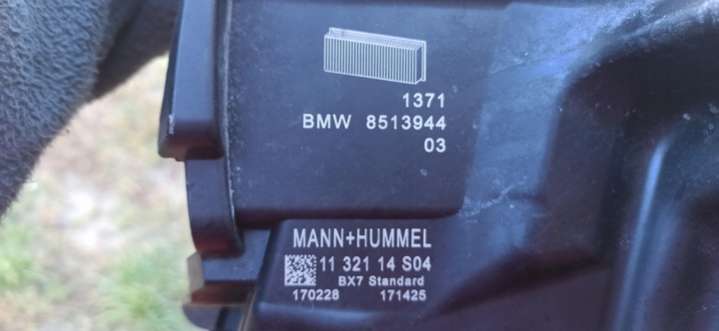 1371
BMW 8513944
03
MANN+HUMMEL
11 321 14 S04
BX7 Standard
170228 171425